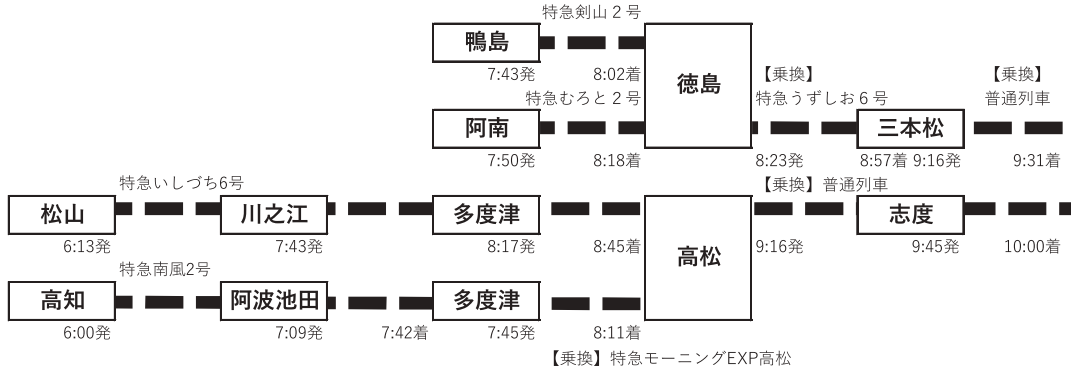 特急剣山２号
鴨島
7:43発
8:02着
徳島
【乗換】
特急うずしお６号
【乗換】
普通列車
特急むろと２号
阿南
三本松
7:50発
8:18着
8:23発
8:57着 9:16発
9:31着
特急いしづち6号
【乗換】普通列車
松山
川之江
多度津
高松
志度
6:13発
7:43発
8:17発
8:45着
9:16発
9:45発
10:00着
特急南風2号
高知
阿波池田
多度津
6:00発
7:09発
7:42着
7:45発
8:11着
【乗換】特急モーニングEXP高松